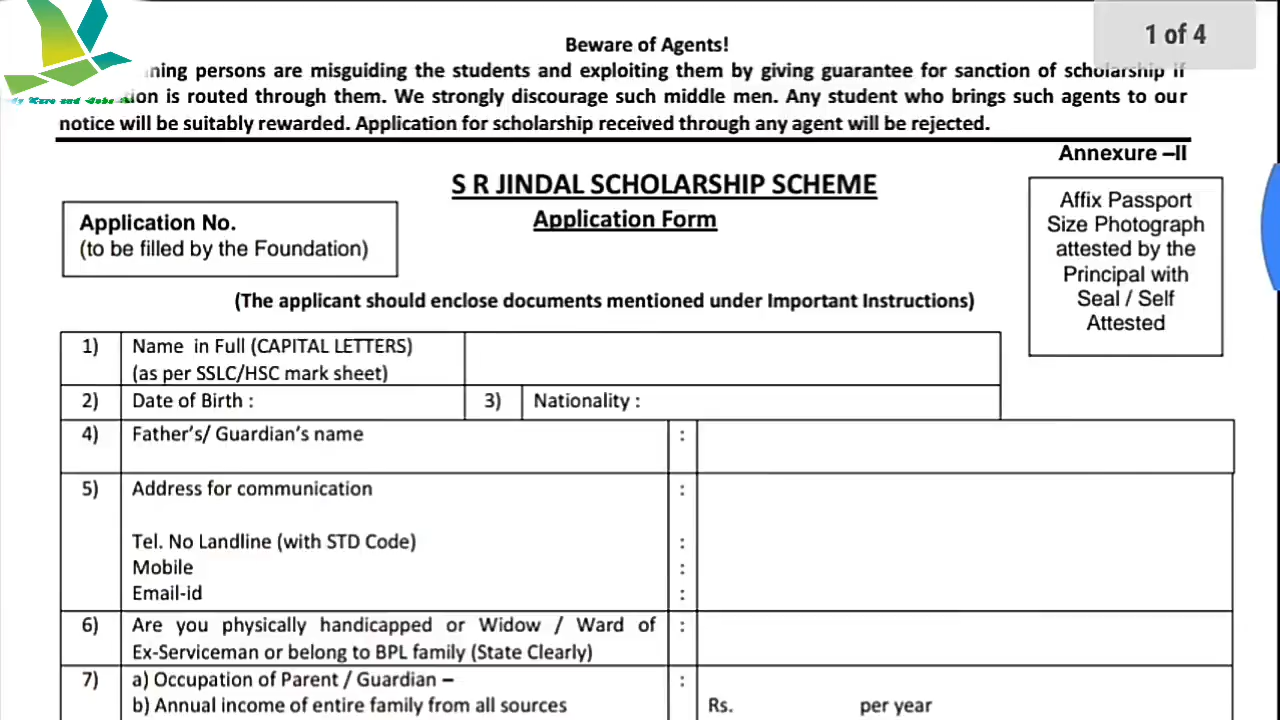 1 of 4
Beware of Agents!
ning persons are misguiding the students and exploiting them by giving guarantee for sanction of scholarship if
ion is routed through them. We strongly discourage such middle men. Any student who brings such agents to our
notice will be suitably rewarded. Application for scholarship received through any agent will be rejected.
Annexure –II
S R JINDAL SCHOLARSHIP SCHEME
Application Form
Application No.
(to be filled by the Foundation)
Affix Passport
Size Photograph
attested by the
Principal with
Seal / Self
Attested
(The applicant should enclose documents mentioned under Important Instructions)
1) Name in Full (CAPITAL LETTERS)
(as per SSLC/HSC mark sheet)
2) Date of Birth : 3) Nationality :
4) Father's/ Guardian's name :
5) Address for communication :
Tel. No Landline (with STD Code) :
Mobile :
Email-id :
6) Are you physically handicapped or Widow / Ward of :
Ex-Serviceman or belong to BPL family (State Clearly)
7) a) Occupation of Parent / Guardian – :
b) Annual income of entire family from all sources Rs. per year